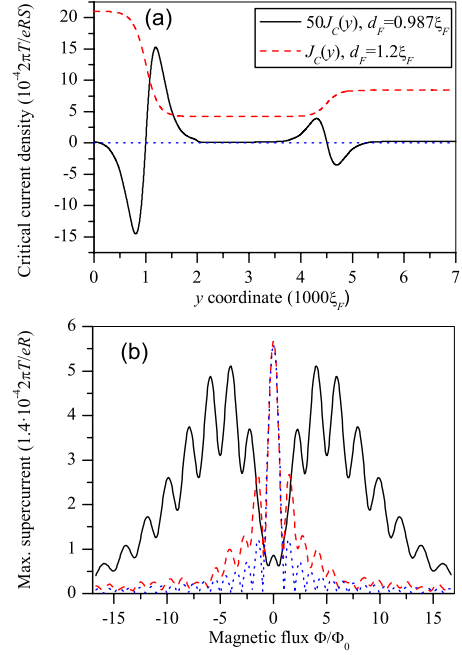 (a)
50J_C(y), d_F=0.987ξ_F
J_C(y), d_F=1.2ξ_F
Critical current density (10^-4 2πT/eRS)
25
20
15
10
5
0
-5
-10
-15
0 1 2 3 4 5 6 7
y coordinate (1000ξ_F)
(b)
Max. supercurrent (1.4·10^-4 2πT/eR)
6
5
4
3
2
1
0
-15 -10 -5 0 5 10 15
Magnetic flux Φ/Φ_0